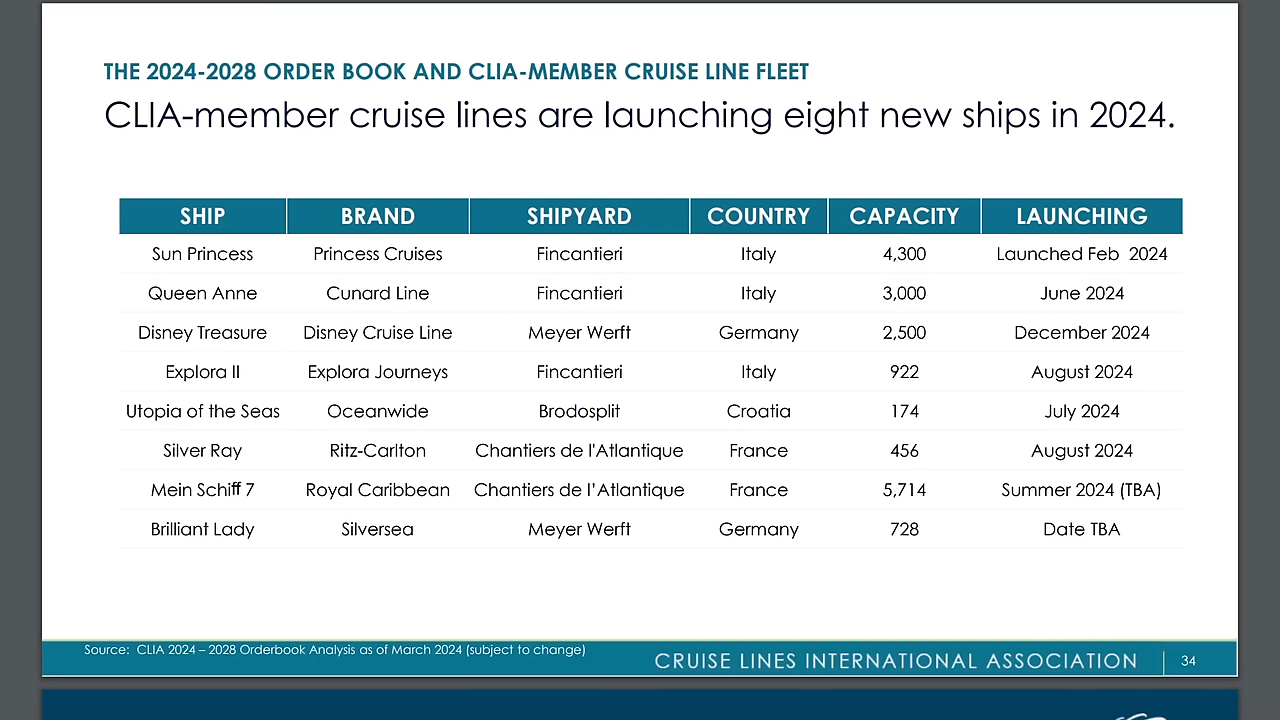 THE 2024-2028 ORDER BOOK AND CLIA-MEMBER CRUISE LINE FLEET
CLIA-member cruise lines are launching eight new ships in 2024.
SHIP BRAND SHIPYARD COUNTRY CAPACITY LAUNCHING
Sun Princess Princess Cruises Fincantieri Italy 4,300 Launched Feb 2024
Queen Anne Cunard Line Fincantieri Italy 3,000 June 2024
Disney Treasure Disney Cruise Line Meyer Werft Germany 2,500 December 2024
Explora II Explora Journeys Fincantieri Italy 922 August 2024
Utopia of the Seas Oceanwide Brodosplit Croatia 174 July 2024
Silver Ray Ritz-Carlton Chantiers de l'Atlantique France 456 August 2024
Mein Schiff 7 Royal Caribbean Chantiers de l’Atlantique France 5,714 Summer 2024 (TBA)
Brilliant Lady Silversea Meyer Werft Germany 728 Date TBA
Source: CLIA 2024 – 2028 Orderbook Analysis as of March 2024 (subject to change)
CRUISE LINES INTERNATIONAL ASSOCIATION 34